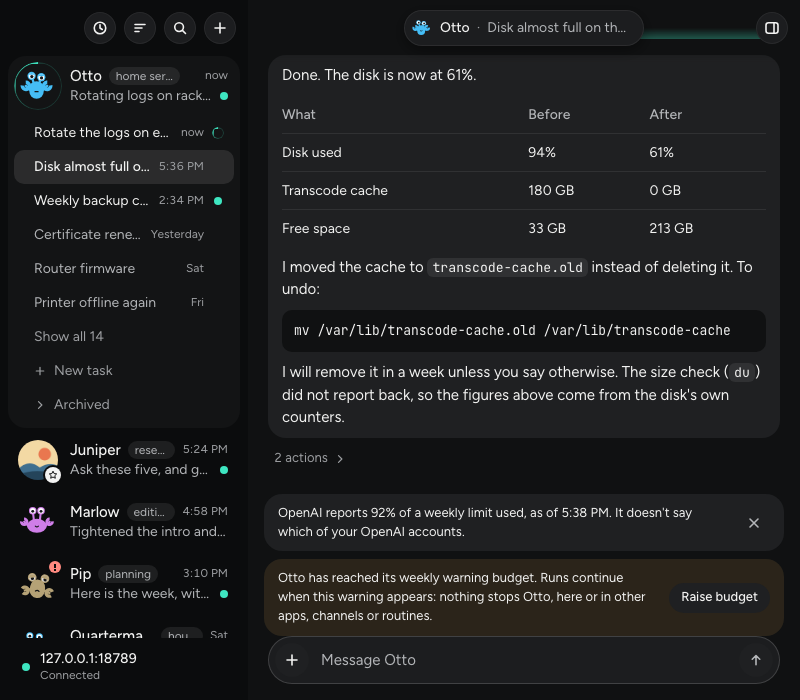 Otto home ser... now
Rotating logs on rack...
Rotate the logs on e... now
Disk almost full o... 5:36 PM
Weekly backup c... 2:34 PM
Certificate rene... Yesterday
Router firmware Sat
Printer offline again Fri
Show all 14
+ New task
> Archived
Juniper rese... 5:24 PM
Ask these five, and g...
Marlow editi... 4:58 PM
Tightened the intro and...
Pip planning 3:10 PM
Here is the week, wit...
Quarterma hou... Sat
127.0.0.1:18789
Connected
Otto · Disk almost full on th...
Done. The disk is now at 61%.
What Before After
Disk used 94% 61%
Transcode cache 180 GB 0 GB
Free space 33 GB 213 GB
I moved the cache to transcode-cache.old instead of deleting it. To
undo:
mv /var/lib/transcode-cache.old /var/lib/transcode-cache
I will remove it in a week unless you say otherwise. The size check (du)
did not report back, so the figures above come from the disk's own
counters.
2 actions >
OpenAI reports 92% of a weekly limit used, as of 5:38 PM. It doesn't say
which of your OpenAI accounts.
Otto has reached its weekly warning budget. Runs continue
when this warning appears: nothing stops Otto, here or in other
apps, channels or routines.
Raise budget
Message Otto